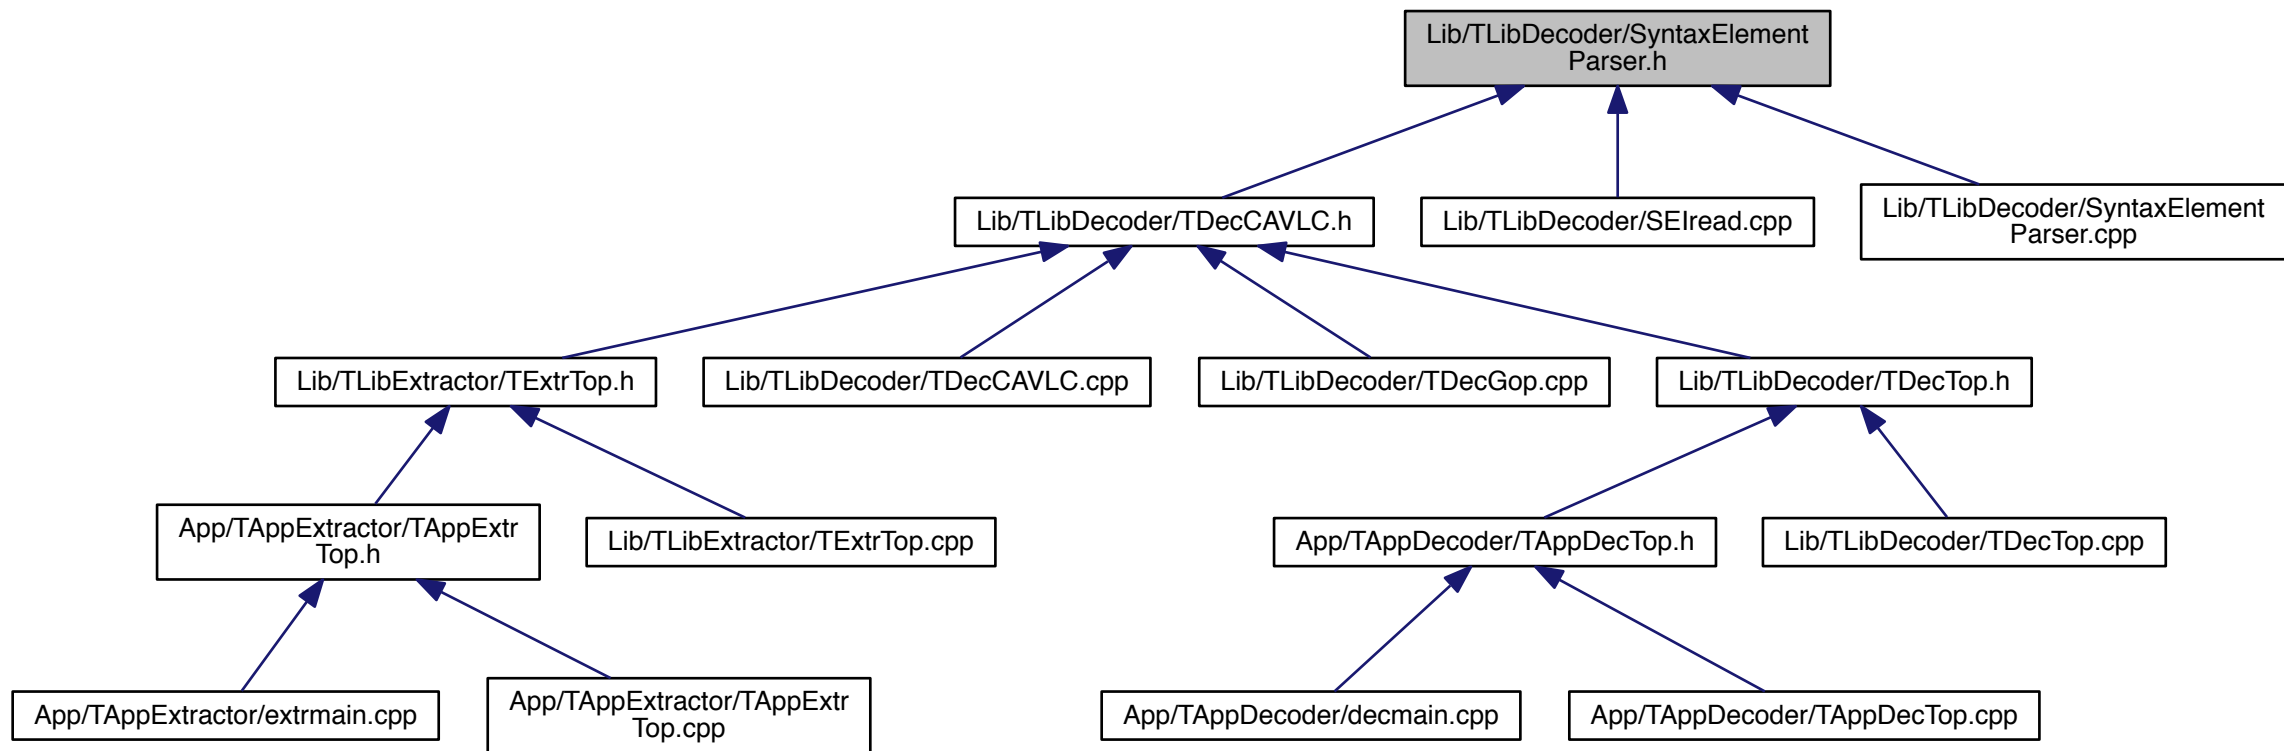 Lib/TLibDecoder/SyntaxElement
Parser.h
Lib/TLibDecoder/TDecCAVLC.h
Lib/TLibDecoder/SEIread.cpp
Lib/TLibDecoder/SyntaxElement
Parser.cpp
Lib/TLibExtractor/TExtrTop.h
Lib/TLibDecoder/TDecCAVLC.cpp
Lib/TLibDecoder/TDecGop.cpp
Lib/TLibDecoder/TDecTop.h
App/TAppExtractor/TAppExtr
Top.h
Lib/TLibExtractor/TExtrTop.cpp
App/TAppDecoder/TAppDecTop.h
Lib/TLibDecoder/TDecTop.cpp
App/TAppExtractor/extrmain.cpp
App/TAppExtractor/TAppExtr
Top.cpp
App/TAppDecoder/decmain.cpp
App/TAppDecoder/TAppDecTop.cpp